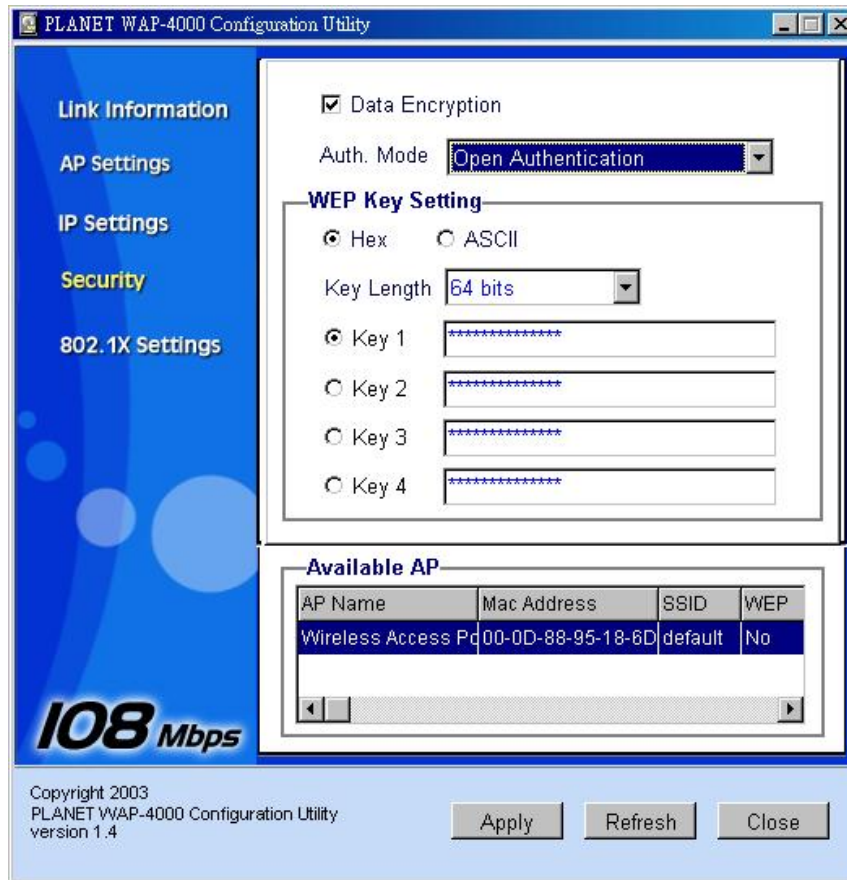 PLANET WAP-4000 Configuration Utility
Link Information
AP Settings
IP Settings
Security
802.1X Settings
Data Encryption
Auth. Mode Open Authentication
WEP Key Setting
Hex ASCII
Key Length 64 bits
Key 1 **************
Key 2 **************
Key 3 **************
Key 4 **************
Available AP
AP Name Mac Address SSID WEP
Wireless Access Po 00-0D-88-95-18-6D default No
108 Mbps
Copyright 2003
PLANET WAP-4000 Configuration Utility
version 1.4
Apply Refresh Close